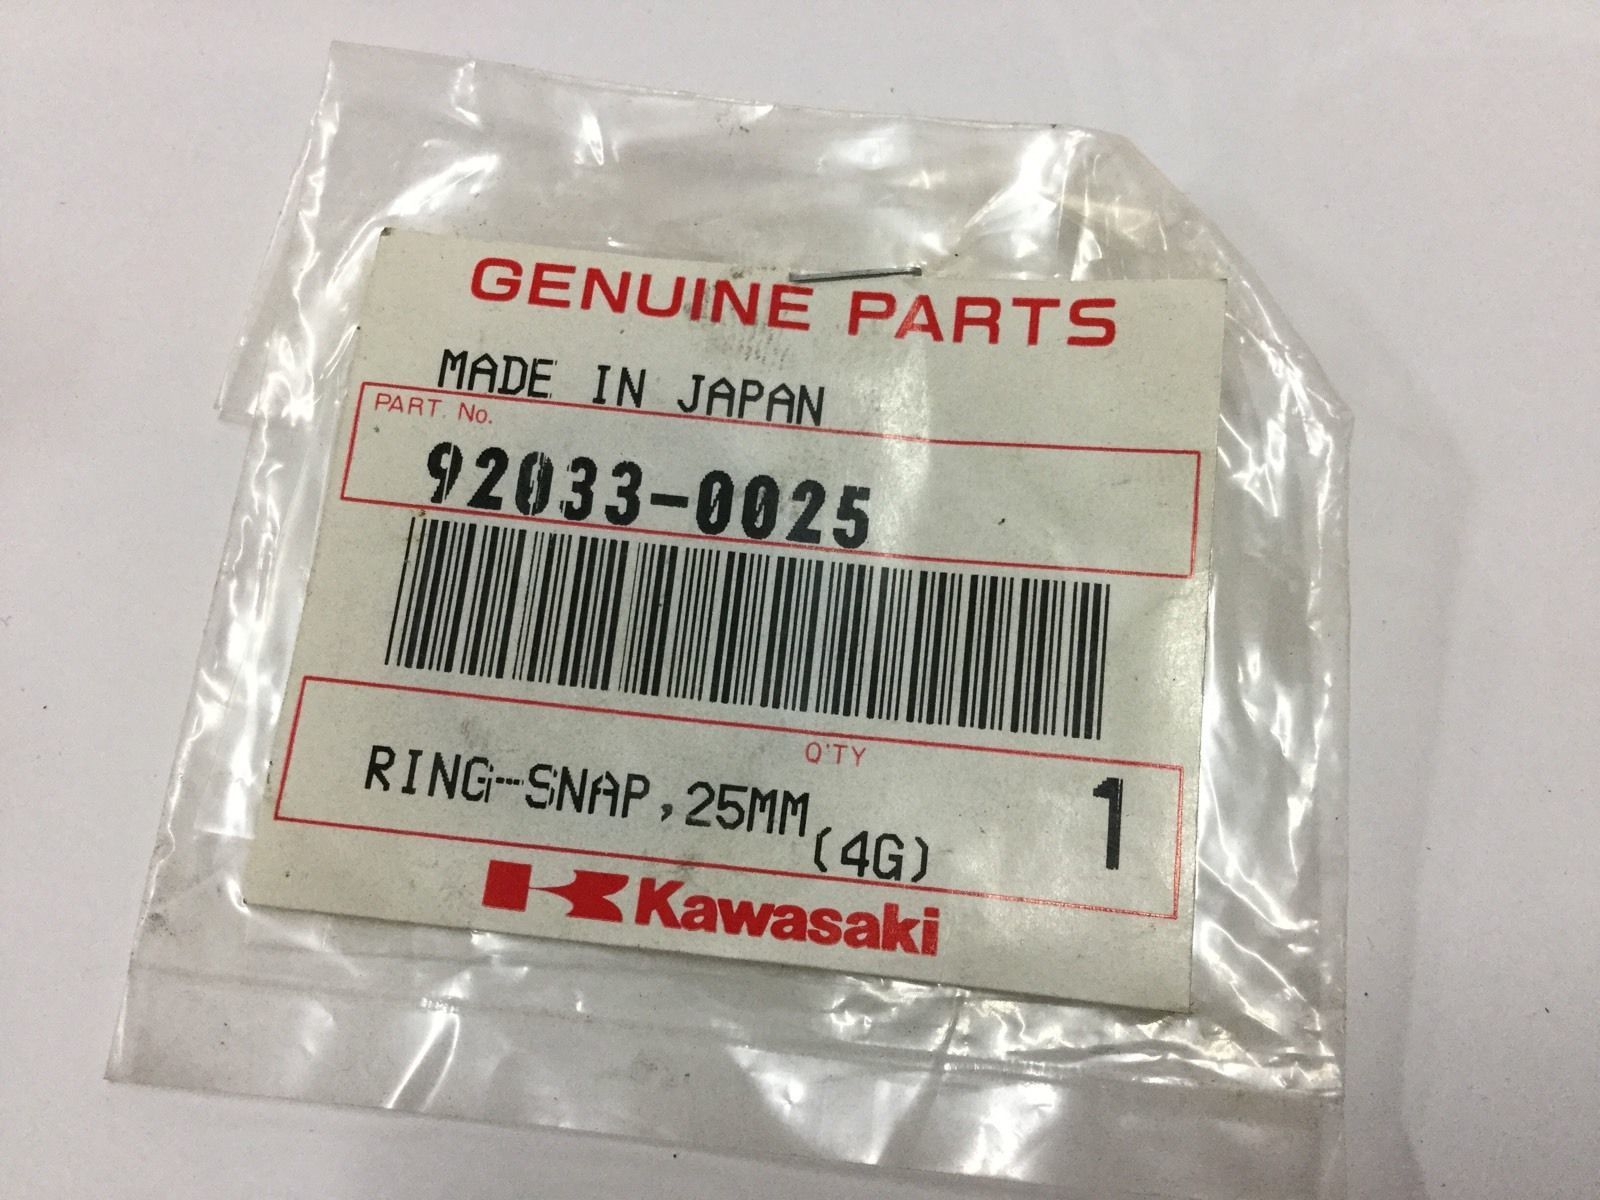 GENUINE PARTS
MADE IN JAPAN
PART. No.
92033-0025
Q'TY
RING-SNAP,25MM 1
(4G)
Kawasaki